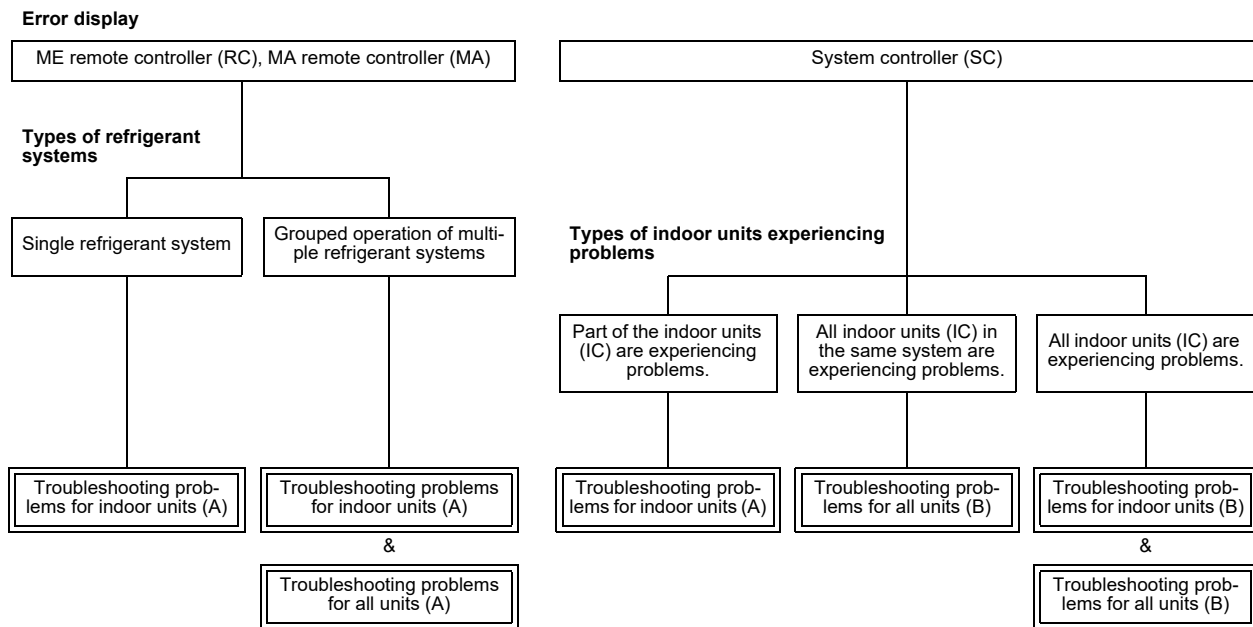 Error display
ME remote controller (RC), MA remote controller (MA)
System controller (SC)
Types of refrigerant
systems
Single refrigerant system
Grouped operation of multi-
ple refrigerant systems
Types of indoor units experiencing
problems
Part of the indoor units
(IC) are experiencing
problems.
All indoor units (IC) in
the same system are
experiencing problems.
All indoor units (IC) are
experiencing problems.
Troubleshooting prob-
lems for indoor units (A)
Troubleshooting problems
for indoor units (A)
&
Troubleshooting problems
for all units (A)
Troubleshooting prob-
lems for indoor units (A)
Troubleshooting prob-
lems for all units (B)
Troubleshooting prob-
lems for indoor units (B)
&
Troubleshooting prob-
lems for all units (B)